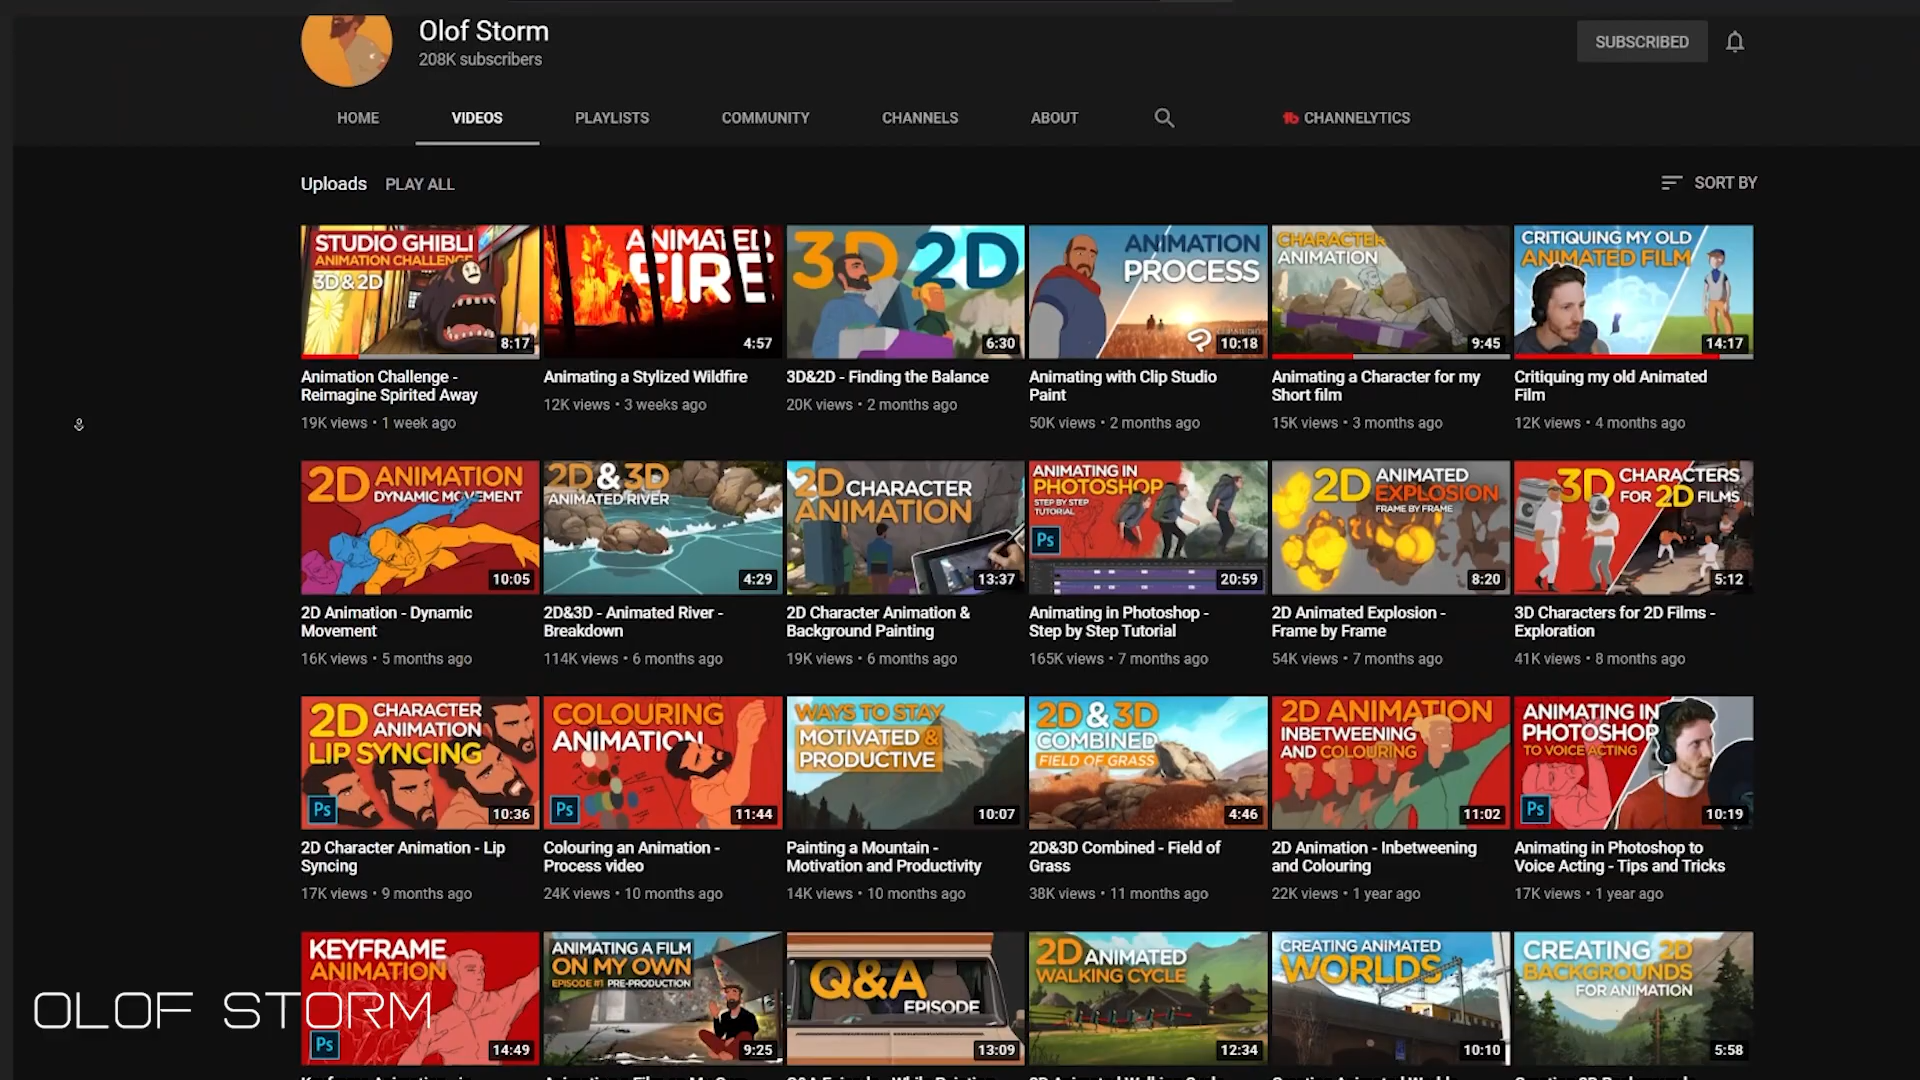 Olof Storm
208K subscribers
SUBSCRIBED
HOME VIDEOS PLAYLISTS COMMUNITY CHANNELS ABOUT CHANNELYTICS
Uploads PLAY ALL
SORT BY
STUDIO GHIBLI
ANIMATION CHALLENGE
3D & 2D
8:17
ANIMATED
FIRE
4:57
3D 2D
6:30
ANIMATION
PROCESS
10:18
CHARACTER
ANIMATION
9:45
CRITIQUING MY OLD
ANIMATED FILM
14:17
Animation Challenge -
Reimagine Spirited Away
19K views • 1 week ago
Animating a Stylized Wildfire
12K views • 3 weeks ago
3D&2D - Finding the Balance
20K views • 2 months ago
Animating with Clip Studio
Paint
50K views • 2 months ago
Animating a Character for my
Short film
15K views • 3 months ago
Critiquing my old Animated
Film
12K views • 4 months ago
2D ANIMATION
DYNAMIC MOVEMENT
10:05
2D & 3D
ANIMATED RIVER
4:29
2D CHARACTER
ANIMATION
13:37
ANIMATING IN
PHOTOSHOP
STEP BY STEP
TUTORIAL
Ps
20:59
2D ANIMATED
EXPLOSION
FRAME BY FRAME
8:20
3D CHARACTERS
FOR 2D FILMS
5:12
2D Animation - Dynamic
Movement
16K views • 5 months ago
2D&3D - Animated River -
Breakdown
114K views • 6 months ago
2D Character Animation &
Background Painting
19K views • 6 months ago
Animating in Photoshop -
Step by Step Tutorial
165K views • 7 months ago
2D Animated Explosion -
Frame by Frame
54K views • 7 months ago
3D Characters for 2D Films -
Exploration
41K views • 8 months ago
2D CHARACTER
ANIMATION
LIP SYNCING
Ps
10:36
COLOURING
ANIMATION
Ps
11:44
WAYS TO STAY
MOTIVATED &
PRODUCTIVE
10:07
2D & 3D
COMBINED
FIELD OF GRASS
4:46
2D ANIMATION
INBETWEENING
AND COLOURING
11:02
ANIMATING IN
PHOTOSHOP
TO VOICE ACTING
Ps
10:19
2D Character Animation - Lip
Syncing
17K views • 9 months ago
Colouring an Animation -
Process video
24K views • 10 months ago
Painting a Mountain -
Motivation and Productivity
14K views • 10 months ago
2D&3D Combined - Field of
Grass
38K views • 11 months ago
2D Animation - Inbetweening
and Colouring
22K views • 1 year ago
Animating in Photoshop to
Voice Acting - Tips and Tricks
17K views • 1 year ago
KEYFRAME
ANIMATION
Ps
14:49
ANIMATING A FILM
ON MY OWN
EPISODE #1 PRE-PRODUCTION
9:25
Q&A
EPISODE
13:09
2D ANIMATED
WALKING CYCLE
12:34
CREATING ANIMATED
WORLDS
10:10
CREATING 2D
BACKGROUNDS
FOR ANIMATION
5:58
OLOF STORM